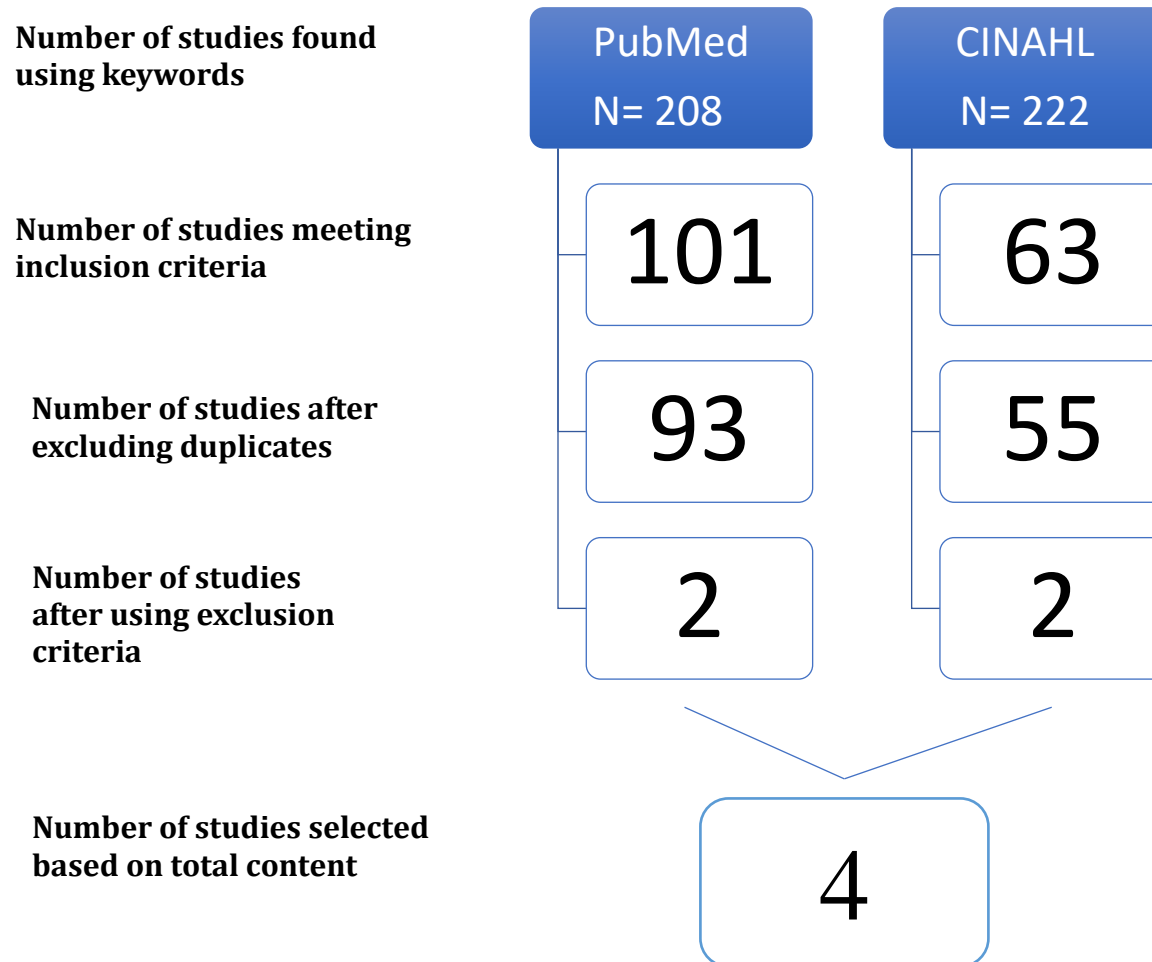 Number of studies found
using keywords
PubMed
N= 208
CINAHL
N= 222
Number of studies meeting
inclusion criteria
101
63
Number of studies after
excluding duplicates
93
55
Number of studies
after using exclusion
criteria
2
2
Number of studies selected
based on total content
4